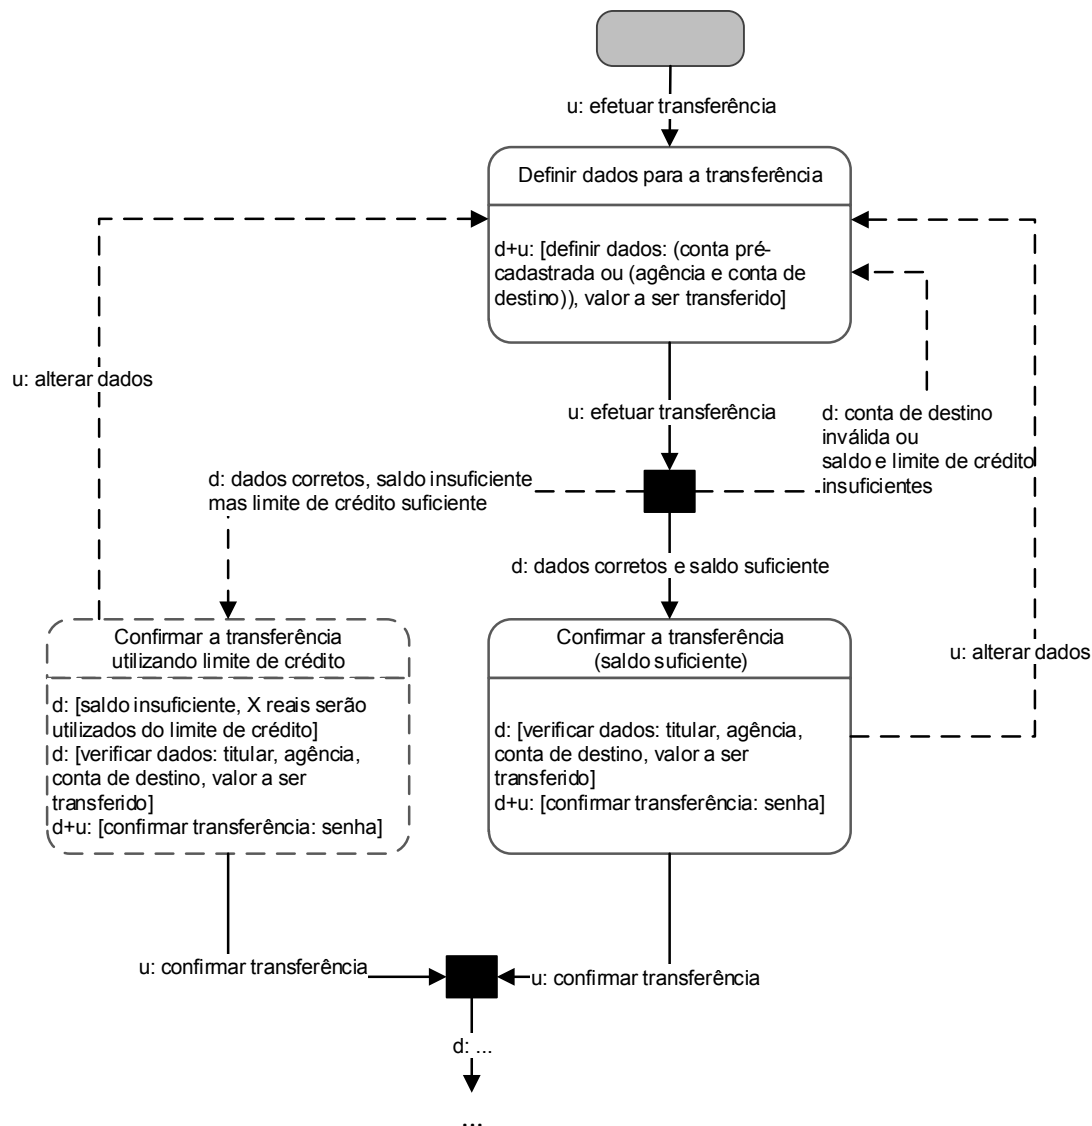 u: efetuar transferência
Definir dados para a transferência
d+u: [definir dados: (conta pré-
cadastrada ou (agência e conta de
destino)), valor a ser transferido]
u: alterar dados
u: efetuar transferência
d: conta de destino
inválida ou
saldo e limite de crédito
insuficientes
d: dados corretos, saldo insuficiente
mas limite de crédito suficiente
d: dados corretos e saldo suficiente
Confirmar a transferência
utilizando limite de crédito
d: [saldo insuficiente, X reais serão
utilizados do limite de crédito]
d: [verificar dados: titular, agência,
conta de destino, valor a ser
transferido]
d+u: [confirmar transferência: senha]
Confirmar a transferência
(saldo suficiente)
d: [verificar dados: titular, agência,
conta de destino, valor a ser
transferido]
d+u: [confirmar transferência: senha]
u: alterar dados
u: confirmar transferência
u: confirmar transferência
d: ...
...